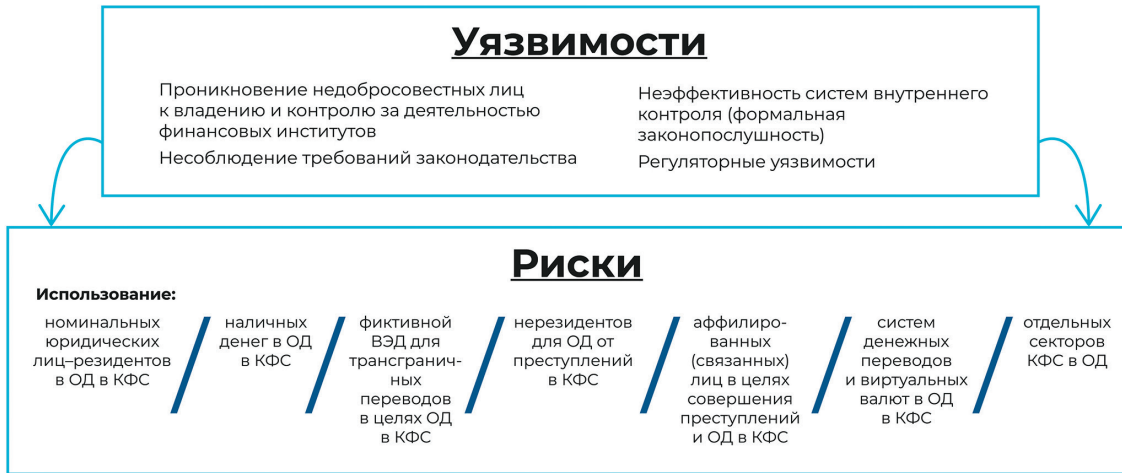 Уязвимости
Проникновение недобросовестных лиц
к владению и контролю за деятельностью
финансовых институтов
Несоблюдение требований законодательства
Неэффективность систем внутреннего
контроля (формальная
законопослушность)
Регуляторные уязвимости
Риски
Использование:
номинальных
юридических
лиц–резидентов
в ОД в КФС
наличных
денег в ОД
в КФС
фиктивной
ВЭД для
трансгранич-
ных
переводов
в целях ОД
в КФС
нерезидентов
для ОД от
преступлений
в КФС
аффилиро-
ванных
(связанных)
лиц в целях
совершения
преступлений
и ОД в КФС
систем
денежных
переводов
и виртуальных
валют в ОД
в КФС
отдельных
секторов
КФС в ОД